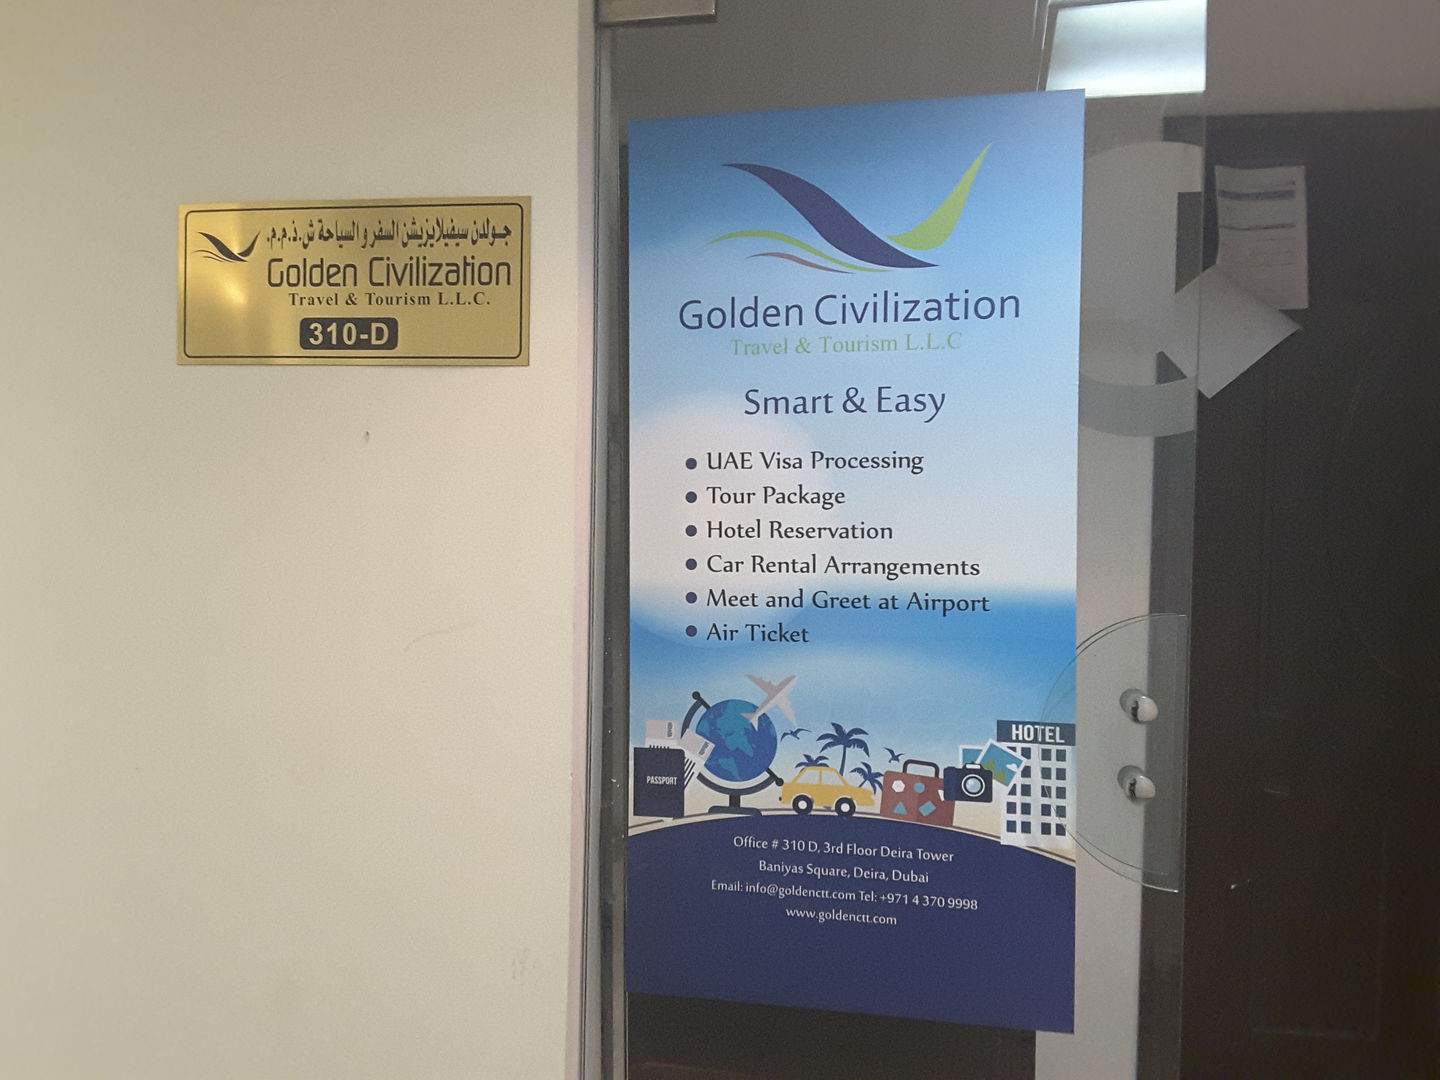 جولدن سيفيلايزيشن السفر و السياحة ش.ذ.م.م.
Golden Civilization
Travel & Tourism L.L.C.
310-D
Golden Civilization
Travel & Tourism L.L.C
Smart & Easy
• UAE Visa Processing
• Tour Package
• Hotel Reservation
• Car Rental Arrangements
• Meet and Greet at Airport
• Air Ticket
HOTEL
PASSPORT
Office # 310 D, 3rd Floor Deira Tower
Baniyas Square, Deira, Dubai
Email: info@goldenctt.com Tel: +971 4 370 9998
www.goldenctt.com